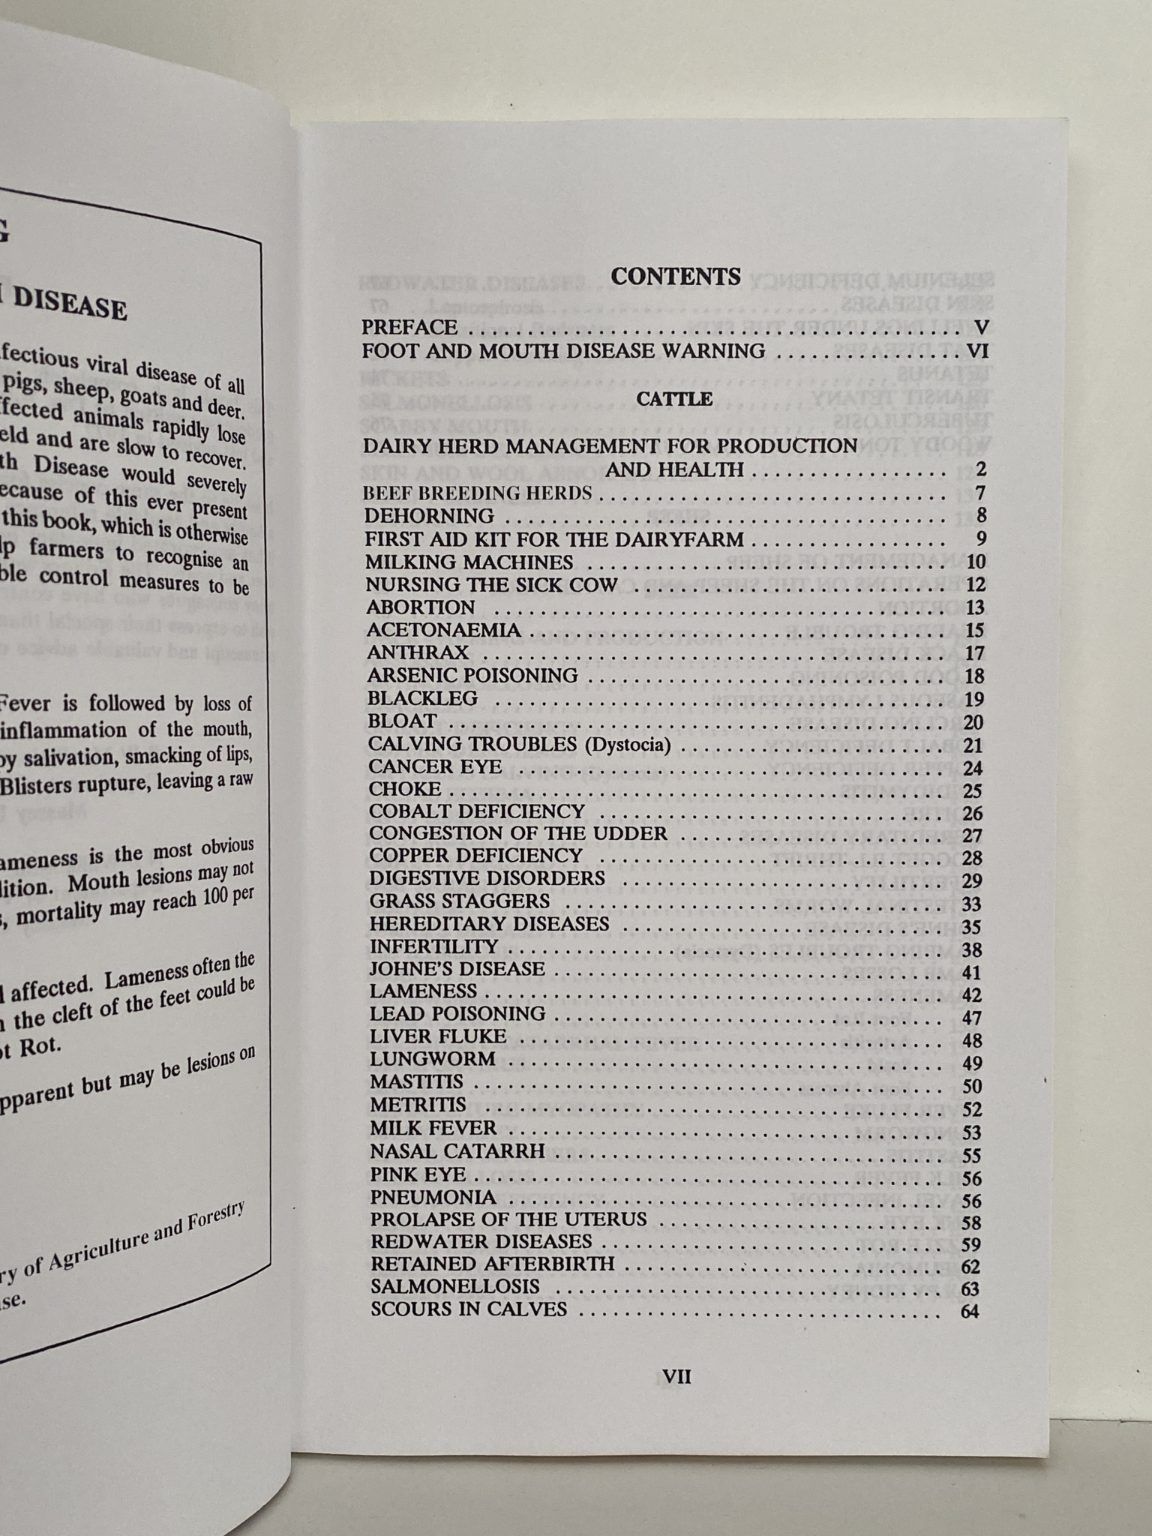 G
DISEASE
fectious viral disease of all
pigs, sheep, goats and deer.
ffected animals rapidly lose
eld and are slow to recover.
th Disease would severely
ecause of this ever present
this book, which is otherwise
lp farmers to recognise an
ble control measures to be
Fever is followed by loss of
inflammation of the mouth,
by salivation, smacking of lips,
Blisters rupture, leaving a raw
ameness is the most obvious
dition. Mouth lesions may not
s, mortality may reach 100 per
l affected. Lameness often the
n the cleft of the feet could be
ot Rot.
pparent but may be lesions on
ry of Agriculture and Forestry
se.
CONTENTS
PREFACE ........................................ V
FOOT AND MOUTH DISEASE WARNING ................ VI
CATTLE
DAIRY HERD MANAGEMENT FOR PRODUCTION
AND HEALTH ................. 2
BEEF BREEDING HERDS .............................. 7
DEHORNING ...................................... 8
FIRST AID KIT FOR THE DAIRYFARM ................. 9
MILKING MACHINES ............................... 10
NURSING THE SICK COW ........................... 12
ABORTION ....................................... 13
ACETONAEMIA .................................... 15
ANTHRAX ........................................ 17
ARSENIC POISONING ............................... 18
BLACKLEG ....................................... 19
BLOAT .......................................... 20
CALVING TROUBLES (Dystocia) ....................... 21
CANCER EYE ..................................... 24
CHOKE .......................................... 25
COBALT DEFICIENCY .............................. 26
CONGESTION OF THE UDDER ....................... 27
COPPER DEFICIENCY .............................. 28
DIGESTIVE DISORDERS ............................ 29
GRASS STAGGERS ................................. 33
HEREDITARY DISEASES ............................ 35
INFERTILITY ...................................... 38
JOHNE'S DISEASE .................................. 41
LAMENESS ........................................ 42
LEAD POISONING .................................. 47
LIVER FLUKE ..................................... 48
LUNGWORM ...................................... 49
MASTITIS ......................................... 50
METRITIS ........................................ 52
MILK FEVER ...................................... 53
NASAL CATARRH .................................. 55
PINK EYE ......................................... 56
PNEUMONIA ...................................... 56
PROLAPSE OF THE UTERUS ......................... 58
REDWATER DISEASES .............................. 59
RETAINED AFTERBIRTH ............................ 62
SALMONELLOSIS .................................. 63
SCOURS IN CALVES ................................ 64
VII